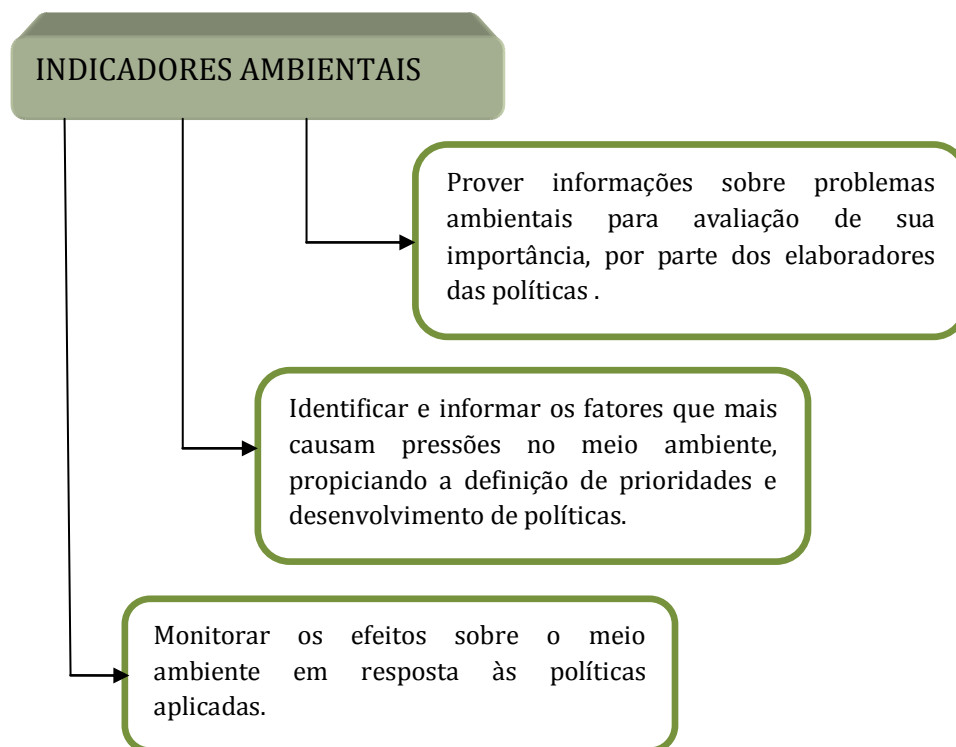 INDICADORES AMBIENTAIS
Prover informações sobre problemas
ambientais para avaliação de sua
importância, por parte dos elaboradores
das políticas .
Identificar e informar os fatores que mais
causam pressões no meio ambiente,
propiciando a definição de prioridades e
desenvolvimento de políticas.
Monitorar os efeitos sobre o meio
ambiente em resposta às políticas
aplicadas.